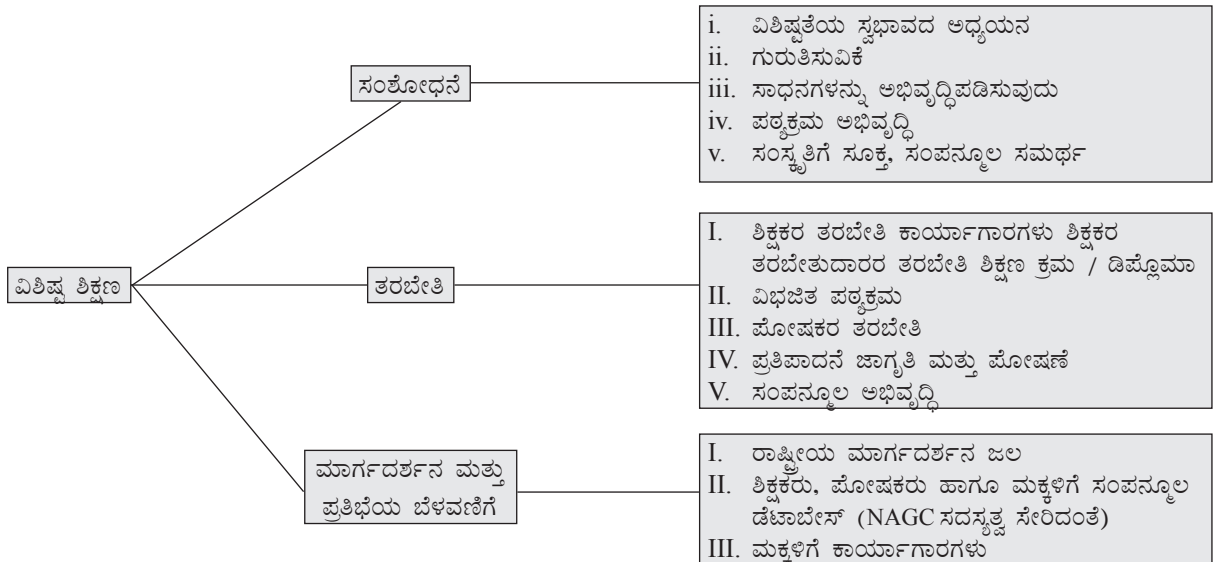 ವಿಶಿಷ್ಟ ಶಿಕ್ಷಣ
ಸಂಶೋಧನೆ
i. ವಿಶಿಷ್ಟತೆಯ ಸ್ವಭಾವದ ಅಧ್ಯಯನ
ii. ಗುರುತಿಸುವಿಕೆ
iii. ಸಾಧನಗಳನ್ನು ಅಭಿವೃದ್ಧಿಪಡಿಸುವುದು
iv. ಪಠ್ಯಕ್ರಮ ಅಭಿವೃದ್ಧಿ
v. ಸಂಸ್ಕೃತಿಗೆ ಸೂಕ್ತ, ಸಂಪನ್ಮೂಲ ಸಮರ್ಥ
ತರಬೇತಿ
I. ಶಿಕ್ಷಕರ ತರಬೇತಿ ಕಾರ್ಯಾಗಾರಗಳು ಶಿಕ್ಷಕರ
ತರಬೇತುದಾರರ ತರಬೇತಿ ಶಿಕ್ಷಣ ಕ್ರಮ / ಡಿಪ್ಲೊಮಾ
II. ವಿಭಜಿತ ಪಠ್ಯಕ್ರಮ
III. ಪೋಷಕರ ತರಬೇತಿ
IV. ಪ್ರತಿಪಾದನೆ ಜಾಗೃತಿ ಮತ್ತು ಪೋಷಣೆ
V. ಸಂಪನ್ಮೂಲ ಅಭಿವೃದ್ಧಿ
ಮಾರ್ಗದರ್ಶನ ಮತ್ತು
ಪ್ರತಿಭೆಯ ಬೆಳವಣಿಗೆ
I. ರಾಷ್ಟ್ರೀಯ ಮಾರ್ಗದರ್ಶನ ಜಲ
II. ಶಿಕ್ಷಕರು, ಪೋಷಕರು ಹಾಗೂ ಮಕ್ಕಳಿಗೆ ಸಂಪನ್ಮೂಲ
ಡೆಟಾಬೇಸ್ (NAGC ಸದಸ್ಯತ್ವ ಸೇರಿದಂತೆ)
III. ಮಕ್ಕಳಿಗೆ ಕಾರ್ಯಾಗಾರಗಳು